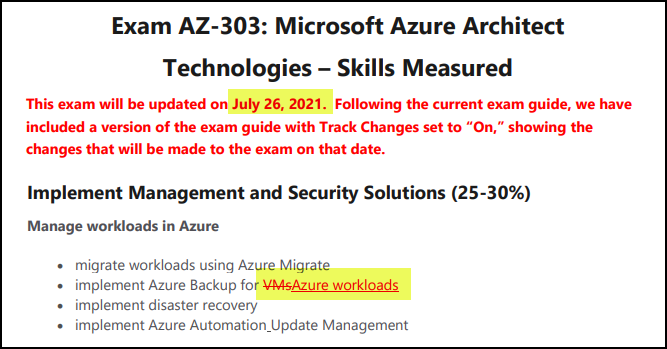 Exam AZ-303: Microsoft Azure Architect
Technologies – Skills Measured
This exam will be updated on July 26, 2021. Following the current exam guide, we have
included a version of the exam guide with Track Changes set to “On,” showing the
changes that will be made to the exam on that date.
Implement Management and Security Solutions (25-30%)
Manage workloads in Azure
• migrate workloads using Azure Migrate
• implement Azure Backup for VMsAzure workloads
• implement disaster recovery
• implement Azure Automation Update Management